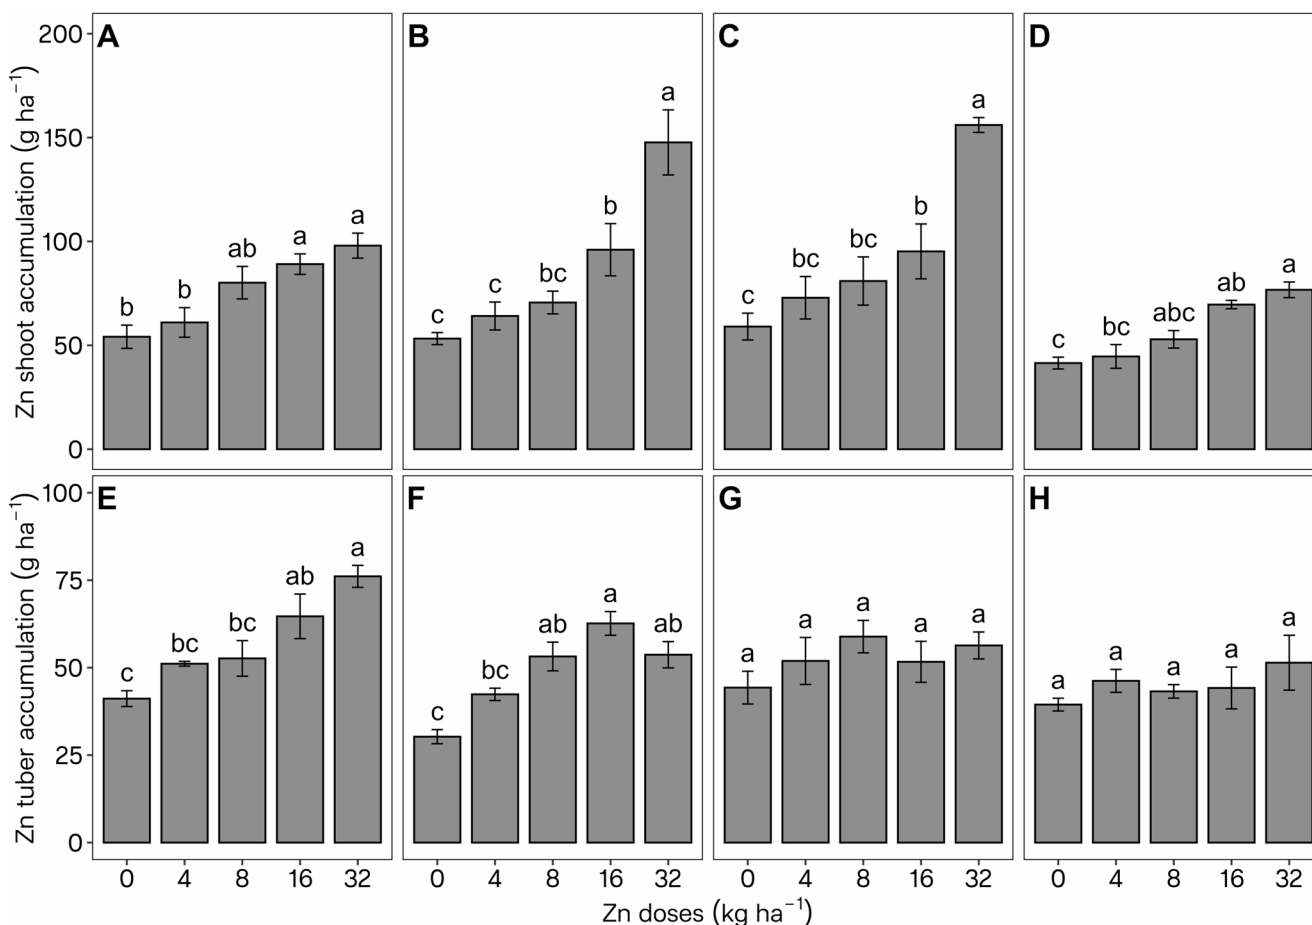 Zn shoot accumulation (g ha⁻¹)
200
150
100
50
0
A
b
b
ab
a
a
B
c
c
bc
b
a
C
c
bc
bc
b
a
D
c
bc
abc
ab
a
Zn tuber accumulation (g ha⁻¹)
100
75
50
25
0
E
c
bc
bc
ab
a
F
c
bc
ab
a
ab
G
a
a
a
a
a
H
a
a
a
a
a
0 4 8 16 32
0 4 8 16 32
0 4 8 16 32
0 4 8 16 32
Zn doses (kg ha⁻¹)